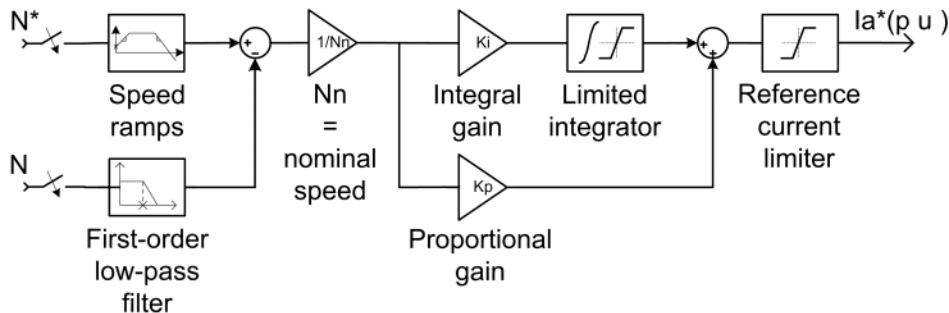 N*
Ia*(p u )
+
-
1/Nn
Ki
+
+
Speed
ramps
Nn
=
nominal
speed
Integral
gain
Limited
integrator
Reference
current
limiter
N
Kp
First-order
low-pass
filter
Proportional
gain